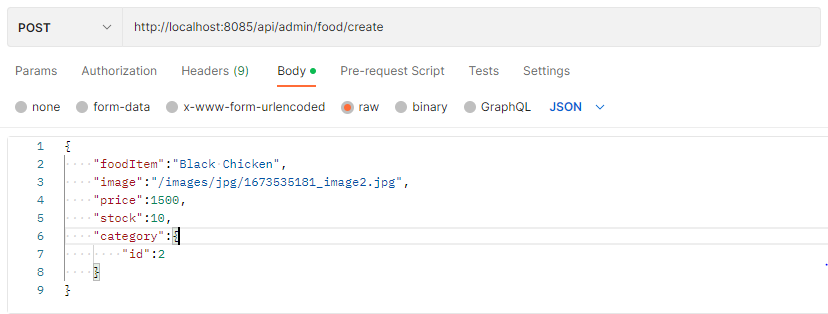 POST http://localhost:8085/api/admin/food/create
Params Authorization Headers (9) Body Pre-request Script Tests Settings
none form-data x-www-form-urlencoded raw binary GraphQL JSON
1 {
2 "foodItem":"Black Chicken",
3 "image":"/images/jpg/1673535181_image2.jpg",
4 "price":1500,
5 "stock":10,
6 "category":{
7 "id":2
8 }
9 }